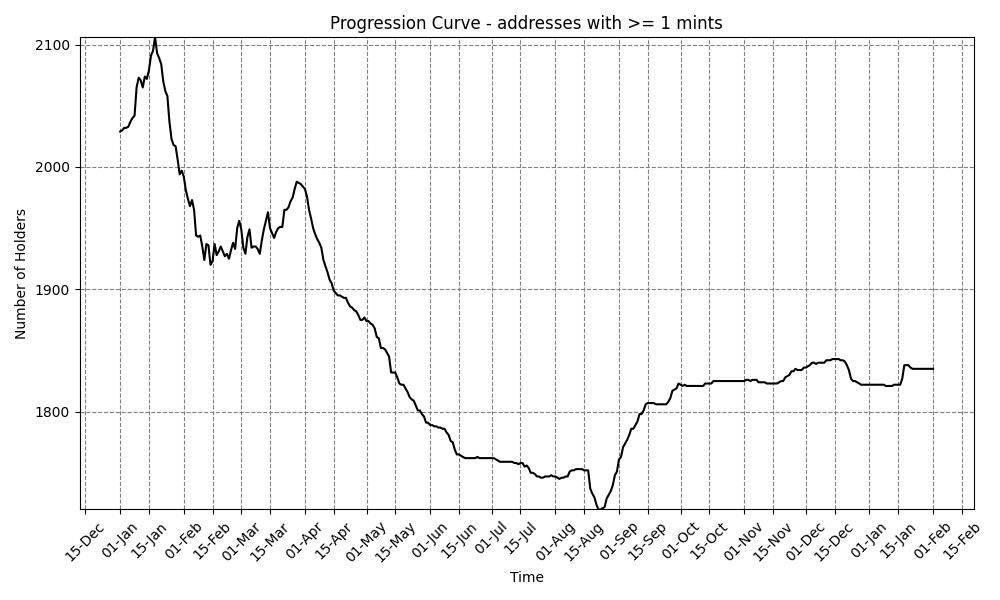 Progression Curve - addresses with >= 1 mints
Number of Holders
2100
2000
1900
1800
15-Dec
01-Jan
15-Jan
01-Feb
15-Feb
01-Mar
15-Mar
01-Apr
15-Apr
01-May
15-May
01-Jun
15-Jun
01-Jul
15-Jul
01-Aug
15-Aug
01-Sep
15-Sep
01-Oct
15-Oct
01-Nov
15-Nov
01-Dec
15-Dec
01-Jan
15-Jan
01-Feb
15-Feb
Time